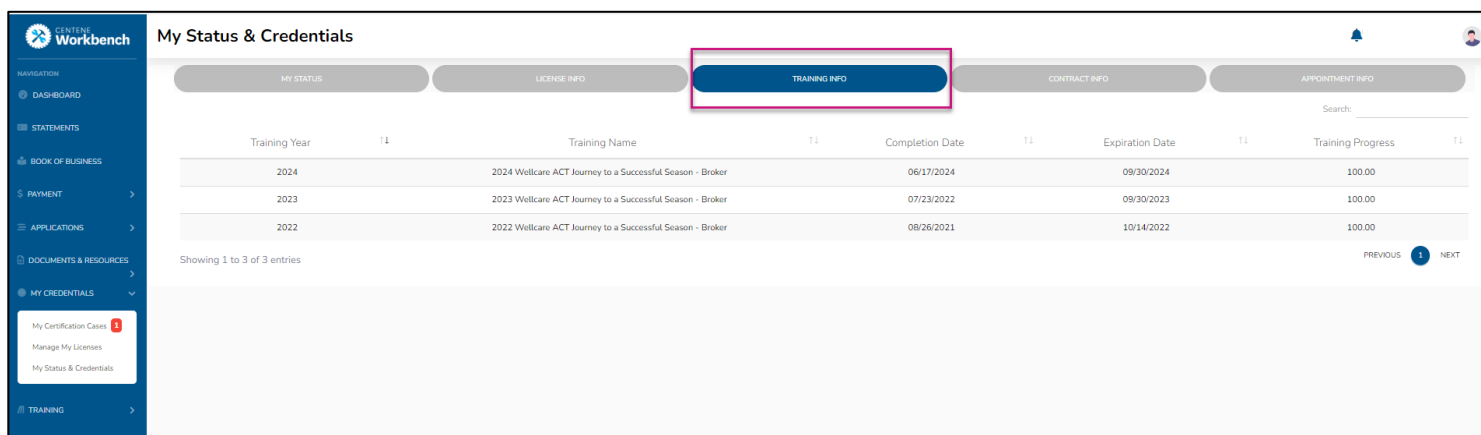 CENTENE
Workbench
My Status & Credentials
NAVIGATION
DASHBOARD
STATEMENTS
BOOK OF BUSINESS
$ PAYMENT
APPLICATIONS
DOCUMENTS & RESOURCES
MY CREDENTIALS
My Certification Cases 1
Manage My Licenses
My Status & Credentials
TRAINING
MY STATUS LICENSE INFO TRAINING INFO CONTRACT INFO APPOINTMENT INFO
Search:
Training Year Training Name Completion Date Expiration Date Training Progress
2024 2024 Wellcare ACT Journey to a Successful Season - Broker 06/17/2024 09/30/2024 100.00
2023 2023 Wellcare ACT Journey to a Successful Season - Broker 07/23/2022 09/30/2023 100.00
2022 2022 Wellcare ACT Journey to a Successful Season - Broker 08/26/2021 10/14/2022 100.00
Showing 1 to 3 of 3 entries
PREVIOUS 1 NEXT